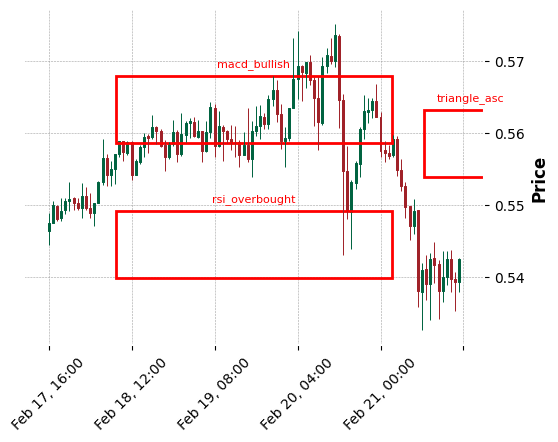 macd_bullish
triangle_asc
rsi_overbought
0.57
0.56
0.55
0.54
Price
Feb 17, 16:00
Feb 18, 12:00
Feb 19, 08:00
Feb 20, 04:00
Feb 21, 00:00